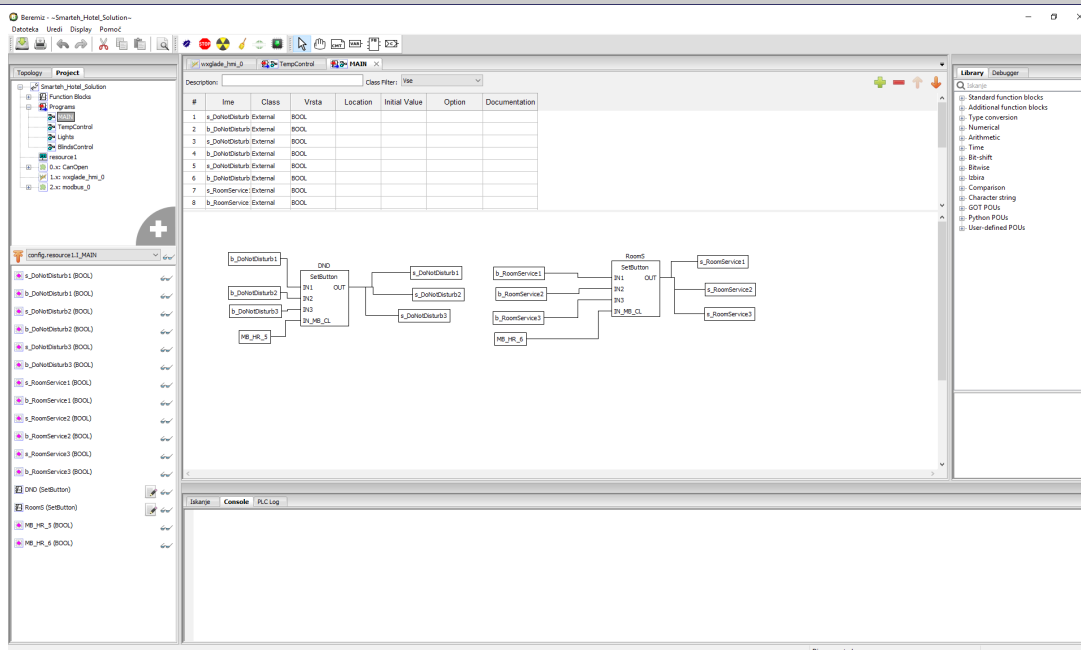 Beremiz - ~Smarteh_Hotel_Solution~
Datoteka Uredi Display Pomoč
STOP CMT VAR FB
Topology Project
Smarteh_Hotel_Solution
Function Blocks
Programs
MAIN
TempControl
Lights
BlindsControl
resource1
0.x: CanOpen
1.x: wxglade_hmi_0
2.x: modbus_0
config.resource1.I_MAIN
s_DoNotDisturb1 (BOOL)
b_DoNotDisturb1 (BOOL)
s_DoNotDisturb2 (BOOL)
b_DoNotDisturb2 (BOOL)
s_DoNotDisturb3 (BOOL)
b_DoNotDisturb3 (BOOL)
s_RoomService1 (BOOL)
b_RoomService1 (BOOL)
s_RoomService2 (BOOL)
b_RoomService2 (BOOL)
s_RoomService3 (BOOL)
b_RoomService3 (BOOL)
DND (SetButton)
RoomS (SetButton)
MB_HR_5 (BOOL)
MB_HR_6 (BOOL)
wxglade_hmi_0 TempControl MAIN
Description: Class Filter: Vse
# Ime Class Vrsta Location Initial Value Option Documentation
1 s_DoNotDisturb External BOOL
2 b_DoNotDisturb External BOOL
3 s_DoNotDisturb External BOOL
4 b_DoNotDisturb External BOOL
5 s_DoNotDisturb External BOOL
6 b_DoNotDisturb External BOOL
7 s_RoomService External BOOL
8 b_RoomService External BOOL
b_DoNotDisturb1
b_DoNotDisturb2
b_DoNotDisturb3
MB_HR_5
DND
SetButton
IN1 OUT
IN2
IN3
IN_MB_CL
s_DoNotDisturb1
s_DoNotDisturb2
s_DoNotDisturb3
b_RoomService1
b_RoomService2
b_RoomService3
MB_HR_6
RoomS
SetButton
IN1 OUT
IN2
IN3
IN_MB_CL
s_RoomService1
s_RoomService2
s_RoomService3
Iskanje Console PLC Log
Library Debugger
Iskanje
Standard function blocks
Additional function blocks
Type conversion
Numerical
Arithmetic
Time
Bit-shift
Bitwise
Izbira
Comparison
Character string
GOT POUs
Python POUs
User-defined POUs